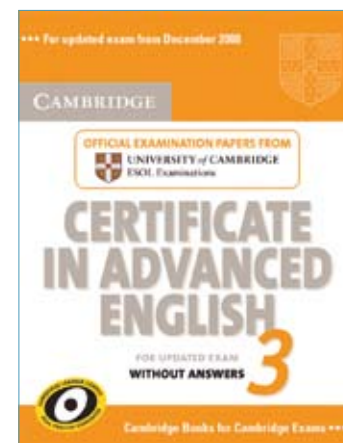 ••• For updated exam from December 2008
CAMBRIDGE
OFFICIAL EXAMINATION PAPERS FROM
UNIVERSITY of CAMBRIDGE
ESOL Examinations
CERTIFICATE
IN ADVANCED
ENGLISH
3
FOR UPDATED EXAM
WITHOUT ANSWERS
Cambridge Books for Cambridge Exams •••